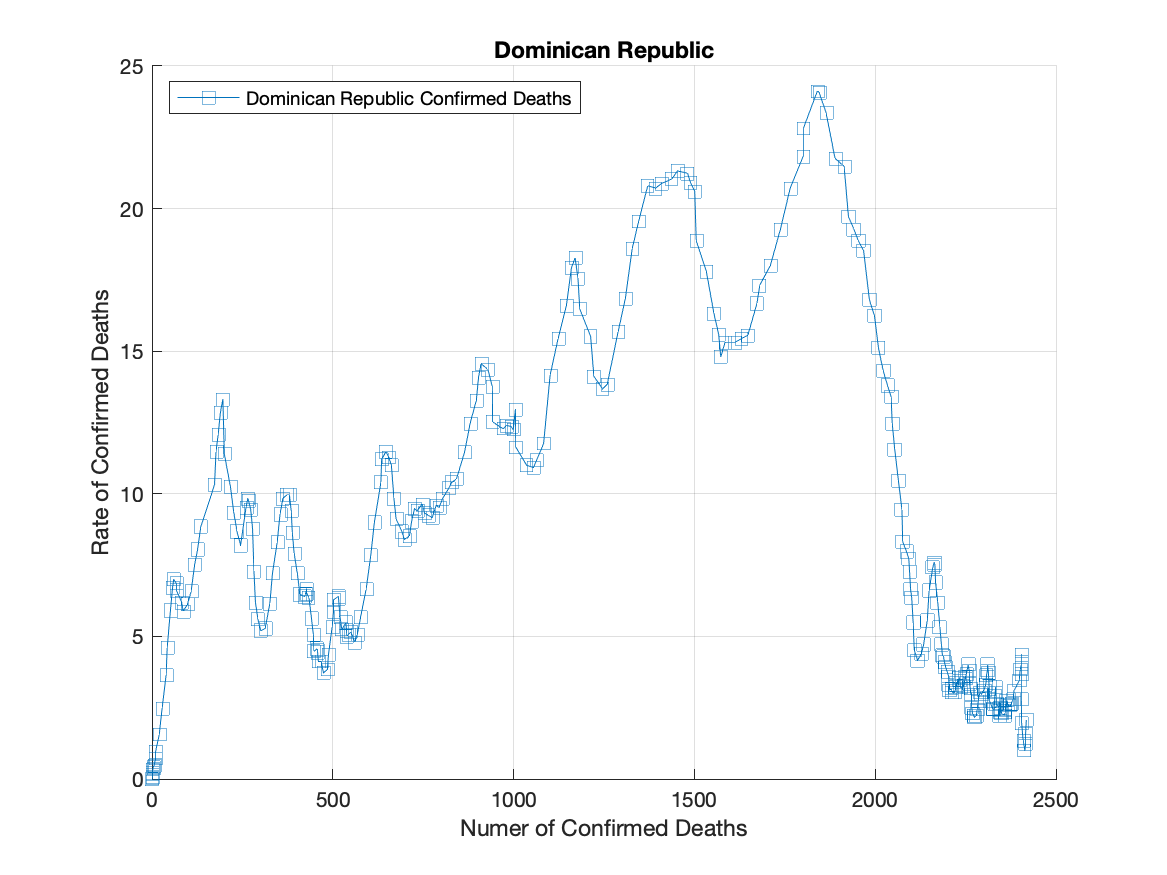 Dominican Republic
Dominican Republic Confirmed Deaths
25
20
15
10
5
0
Rate of Confirmed Deaths
0 500 1000 1500 2000 2500
Numer of Confirmed Deaths